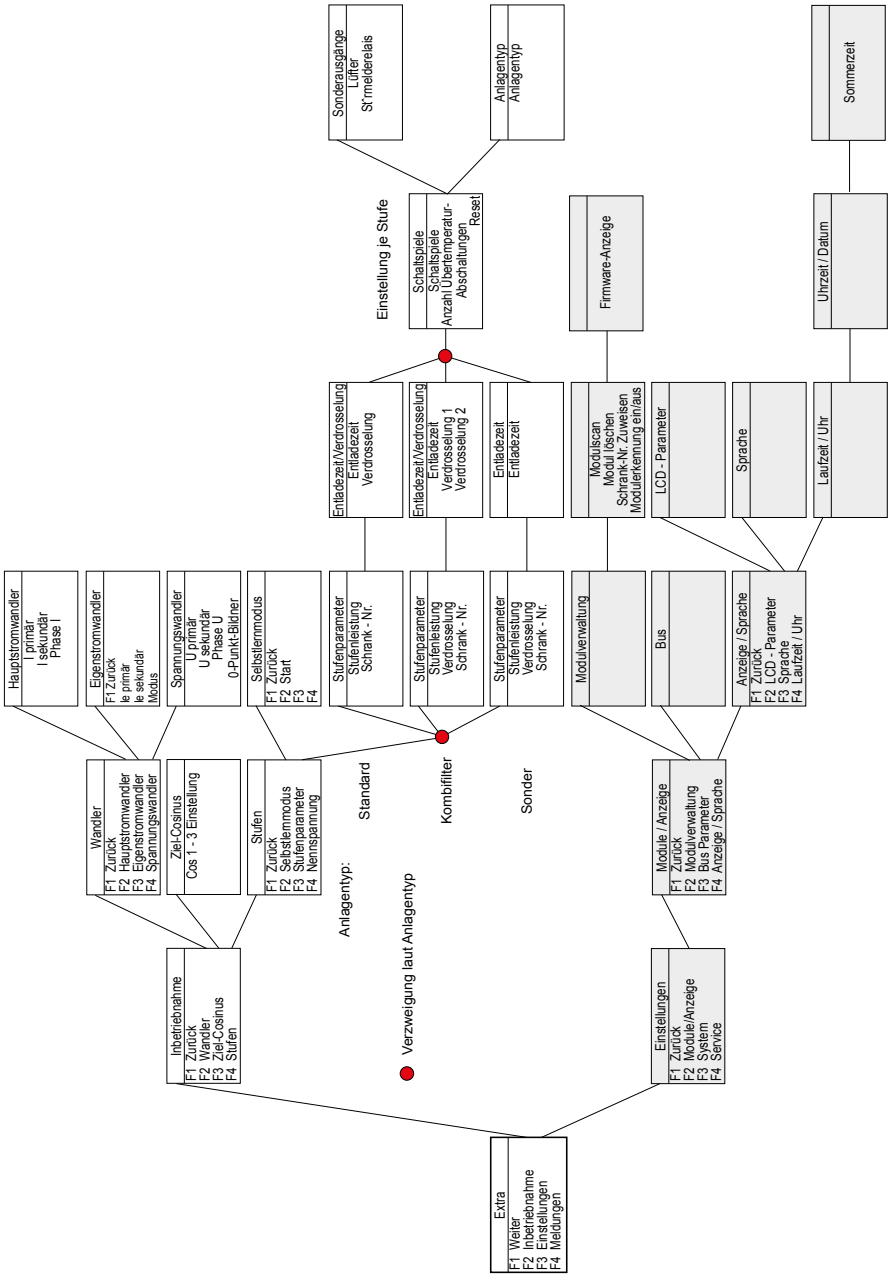 Extra
F1 Weiter
F2 Inbetriebnahme
F3 Einstellungen
F4 Meldungen
Inbetriebnahme
F1 Zurück
F2 Wandler
F3 Ziel-Cosinus
F4 Stufen
Wandler
F1 Zurück
F2 Hauptstromwandler
F3 Eigenstromwandler
F4 Spannungswandler
Hauptstromwandler
I primär
I sekundär
Phase I
Eigenstromwandler
F1 Zurück
Ie primär
Ie sekundär
Modus
Spannungswandler
U primär
U sekundär
Phase U
0-Punkt-Bildner
Ziel-Cosinus
Cos 1 - 3 Einstellung
Stufen
F1 Zurück
F2 Selbstlernmodus
F3 Stufenparameter
F4 Nennspannung
Selbstlernmodus
F1 Zurück
F2 Start
F3
F4
Anlagentyp:
Standard
Kombifilter
Sonder
Verzweigung laut Anlagentyp
Stufenparameter
Stufenleistung
Schrank - Nr.
Entladezeit/Verdrosselung
Entladezeit
Verdrosselung
Stufenparameter
Stufenleistung
Verdrosselung
Schrank - Nr.
Entladezeit/Verdrosselung
Entladezeit
Verdrosselung 1
Verdrosselung 2
Stufenparameter
Stufenleistung
Verdrosselung
Schrank - Nr.
Entladezeit
Entladezeit
Einstellung je Stufe
Schaltspiele
Schaltspiele
Anzahl Übertemperatur-
Abschaltungen
Reset
Sonderausgänge
Lüfter
St¨rmelderelais
Anlagentyp
Anlagentyp
Einstellungen
F1 Zurück
F2 Module/Anzeige
F3 System
F4 Service
Module / Anzeige
F1 Zurück
F2 Modulverwaltung
F3 Bus Parameter
F4 Anzeige / Sprache
Modulverwaltung
Modulscan
Modul löschen
Schrank-Nr. Zuweisen
Modulerkennung ein/aus
Firmware-Anzeige
Bus
Anzeige / Sprache
F1 Zurück
F2 LCD - Parameter
F3 Sprache
F4 Laufzeit / Uhr
LCD - Parameter
Sprache
Laufzeit / Uhr
Uhrzeit / Datum
Sommerzeit